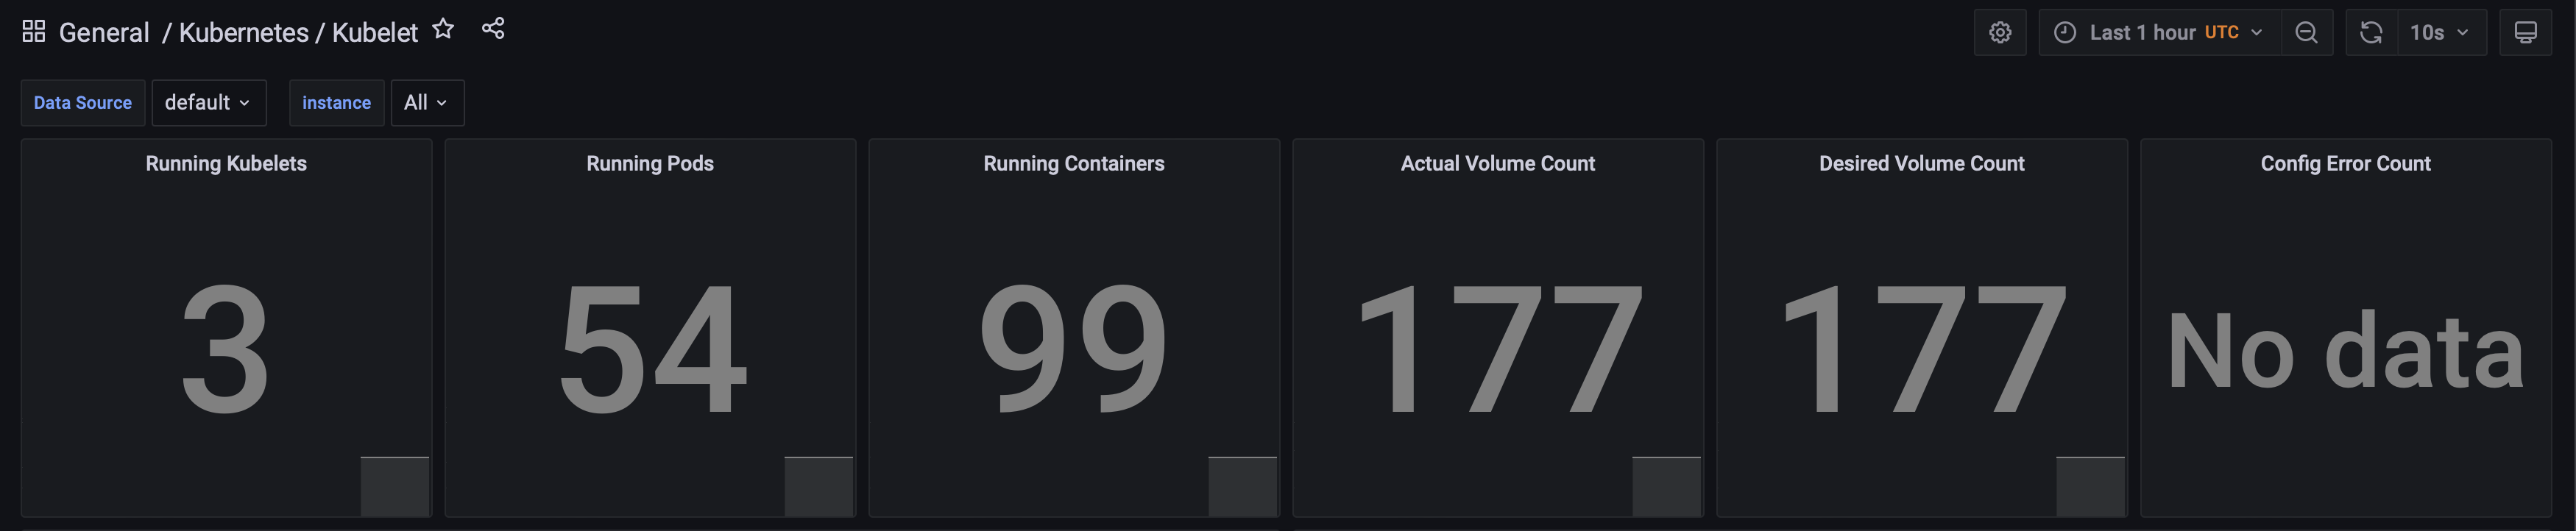 General / Kubernetes / Kubelet
Last 1 hour UTC
10s
Data Source default instance All
Running Kubelets
3
Running Pods
54
Running Containers
99
Actual Volume Count
177
Desired Volume Count
177
Config Error Count
No data